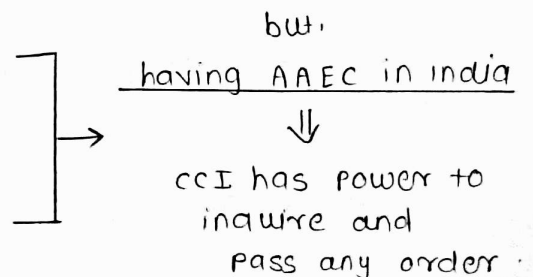 but,
having AAEC in india
CCI has power to
inquire and
pass any order.